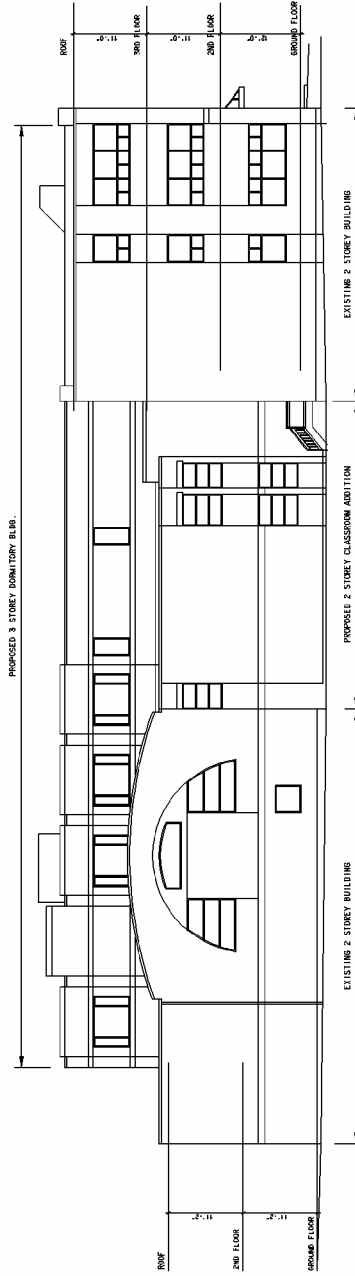 PROPOSED 3 STOREY DORMITORY BLDG.
ROOF
3RD FLOOR
2ND FLOOR
GROUND FLOOR
ROOF
2ND FLOOR
GROUND FLOOR
EXISTING 2 STOREY BUILDING
PROPOSED 2 STOREY CLASSROOM ADDITION
EXISTING 2 STOREY BUILDING